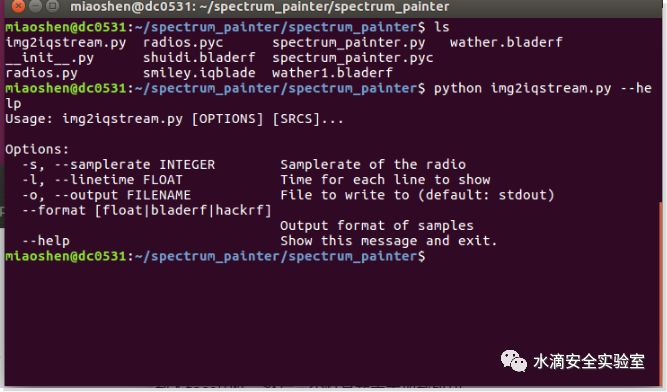 miaoshen@dc0531: ~/spectrum_painter/spectrum_painter
miaoshen@dc0531:~/spectrum_painter/spectrum_painter$ ls
img2iqstream.py  radios.pyc      spectrum_painter.py   wather.bladerf
__init__.py      shuidi.bladerf  spectrum_painter.pyc
radios.py        smiley.iqblade  wather1.bladerf
miaoshen@dc0531:~/spectrum_painter/spectrum_painter$ python img2iqstream.py --he
lp
Usage: img2iqstream.py [OPTIONS] [SRCS]...
Options:
  -s, --samplerate INTEGER        Samplerate of the radio
  -l, --linetime FLOAT            Time for each line to show
  -o, --output FILENAME           File to write to (default: stdout)
  --format [float|bladerf|hackrf]
                                  Output format of samples
  --help                          Show this message and exit.
miaoshen@dc0531:~/spectrum_painter/spectrum_painter$
水滴安全实验室